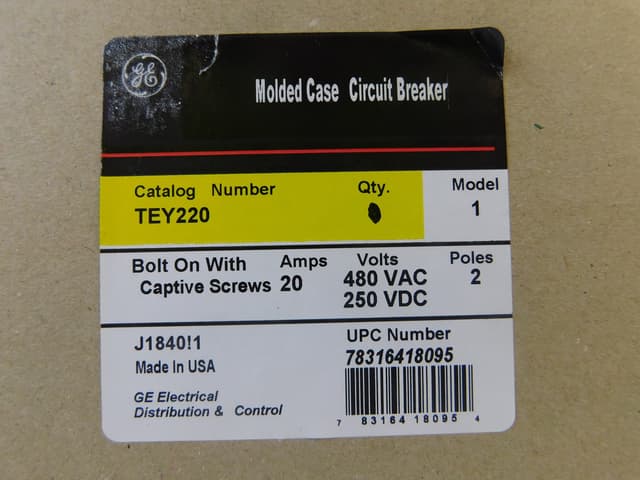 GE
Molded Case Circuit Breaker
Catalog Number Qty. Model
TEY220 1
Bolt On With Amps Volts Poles
Captive Screws 20 480 VAC 2
250 VDC
J1840!1 UPC Number
Made In USA 78316418095
GE Electrical
Distribution & Control
7 83164 18095 4